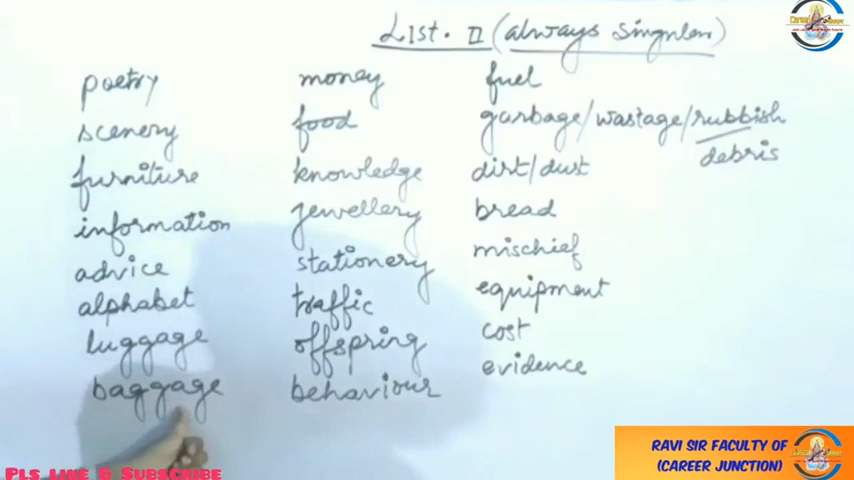 List. II (always Singular)
poetry
scenery
furniture
information
advice
alphabet
luggage
baggage
money
food
knowledge
jewellery
stationery
traffic
offspring
behaviour
fuel
garbage/wastage/rubbish
debris
dirt/dust
bread
mischief
equipment
cost
evidence
RAVI SIR FACULTY OF
(CAREER JUNCTION)
Pls like & Subscribe